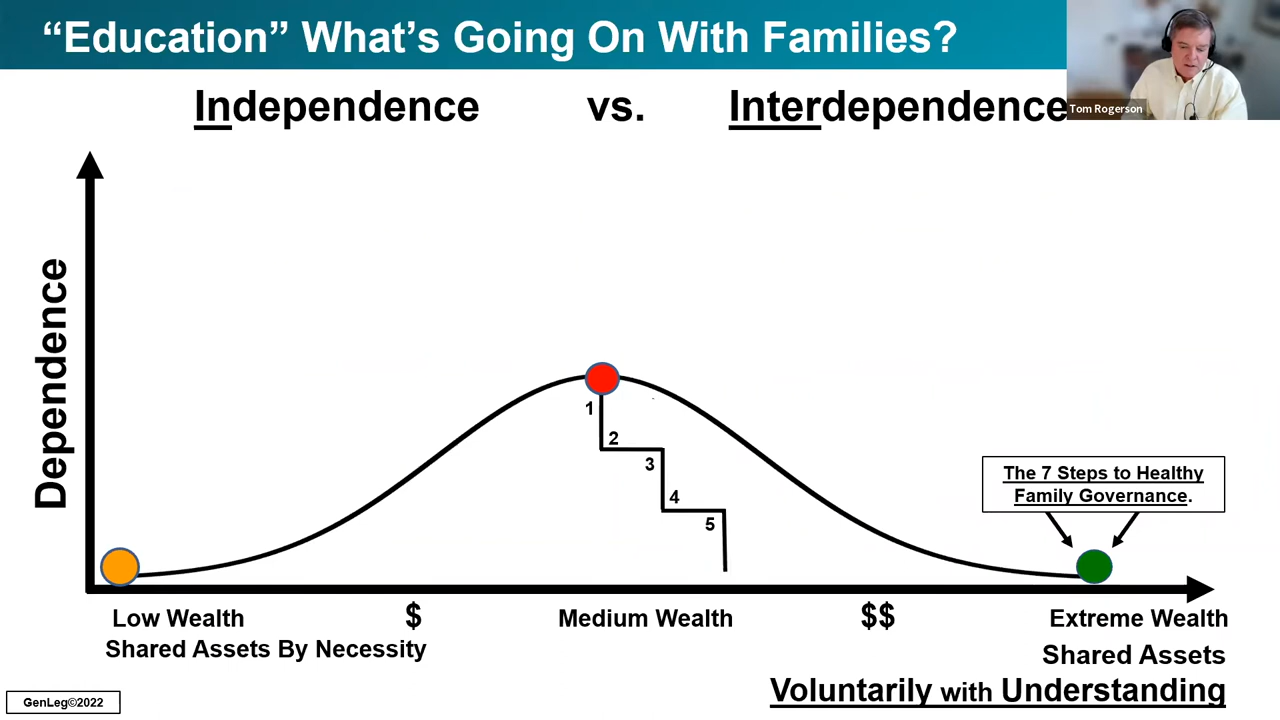 “Education” What’s Going On With Families?
Tom Rogerson
Independence vs. Interdependence
Dependence
1
2
3
4
5
The 7 Steps to Healthy
Family Governance.
Low Wealth $ Medium Wealth $$ Extreme Wealth
Shared Assets By Necessity
Shared Assets
Voluntarily with Understanding
GenLeg©2022